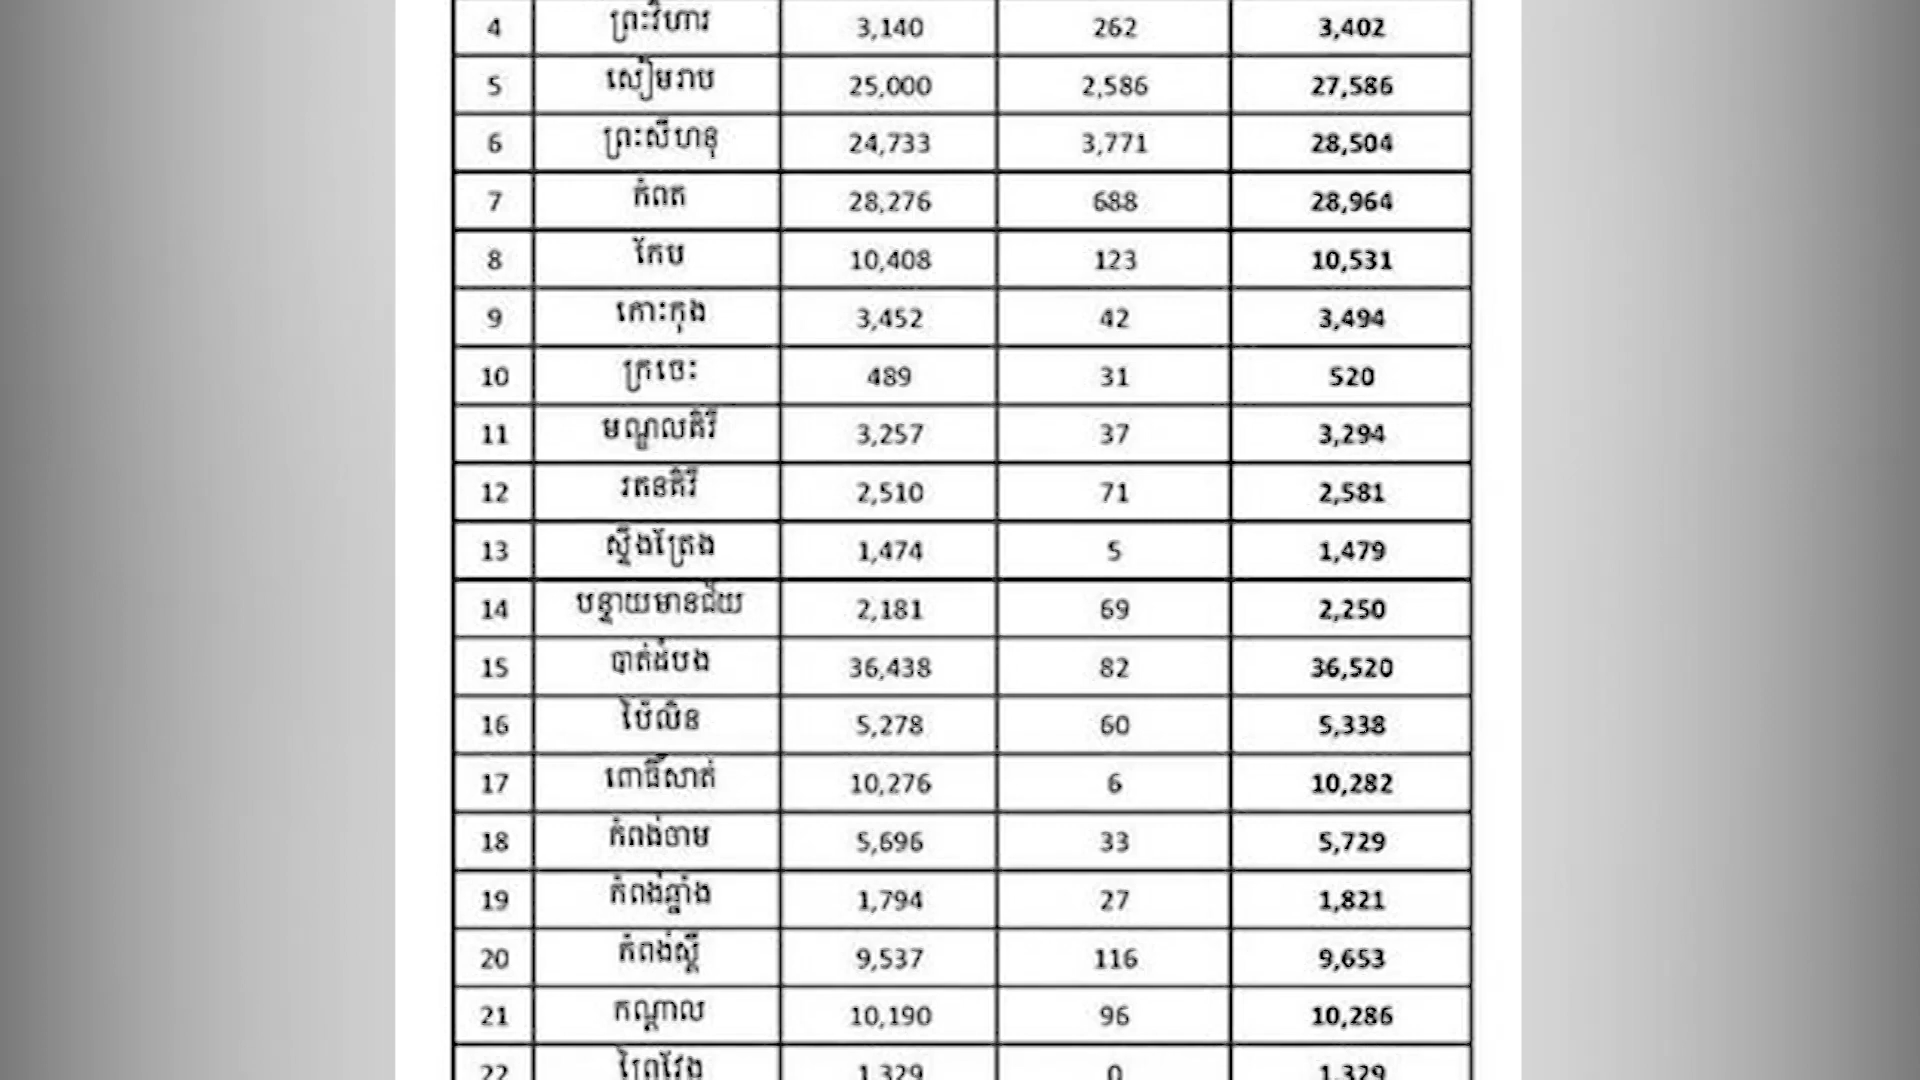 4 ព្រះវិហារ 3,140 262 3,402
5 សៀមរាប 25,000 2,586 27,586
6 ព្រះសីហនុ 24,733 3,771 28,504
7 កំពត 28,276 688 28,964
8 កែប 10,408 123 10,531
9 កោះកុង 3,452 42 3,494
10 ក្រចេះ 489 31 520
11 មណ្ឌលគិរី 3,257 37 3,294
12 រតនគិរី 2,510 71 2,581
13 ស្ទឹងត្រែង 1,474 5 1,479
14 បន្ទាយមានជ័យ 2,181 69 2,250
15 បាត់ដំបង 36,438 82 36,520
16 ប៉ៃលិន 5,278 60 5,338
17 ពោធិ៍សាត់ 10,276 6 10,282
18 កំពង់ចាម 5,696 33 5,729
19 កំពង់ឆ្នាំង 1,794 27 1,821
20 កំពង់ស្ពឺ 9,537 116 9,653
21 កណ្តាល 10,190 96 10,286
22 ព្រៃវែង 1,329 0 1,329